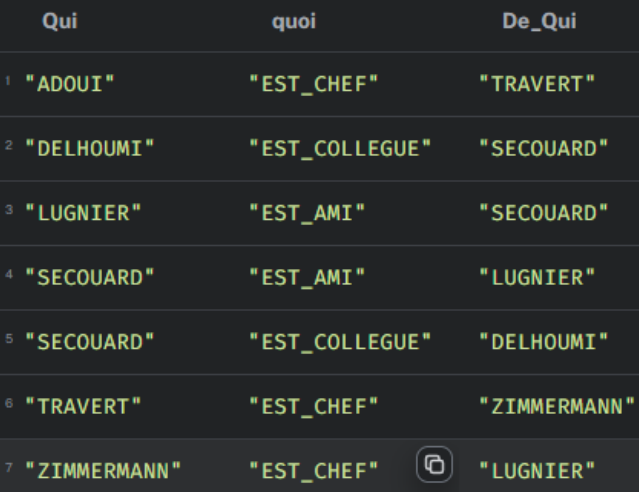 Qui quoi De_Qui
1 "ADOUI" "EST_CHEF" "TRAVERT"
2 "DELHOUMI" "EST_COLLEGUE" "SECOUARD"
3 "LUGNIER" "EST_AMI" "SECOUARD"
4 "SECOUARD" "EST_AMI" "LUGNIER"
5 "SECOUARD" "EST_COLLEGUE" "DELHOUMI"
6 "TRAVERT" "EST_CHEF" "ZIMMERMANN"
7 "ZIMMERMANN" "EST_CHEF" "LUGNIER"